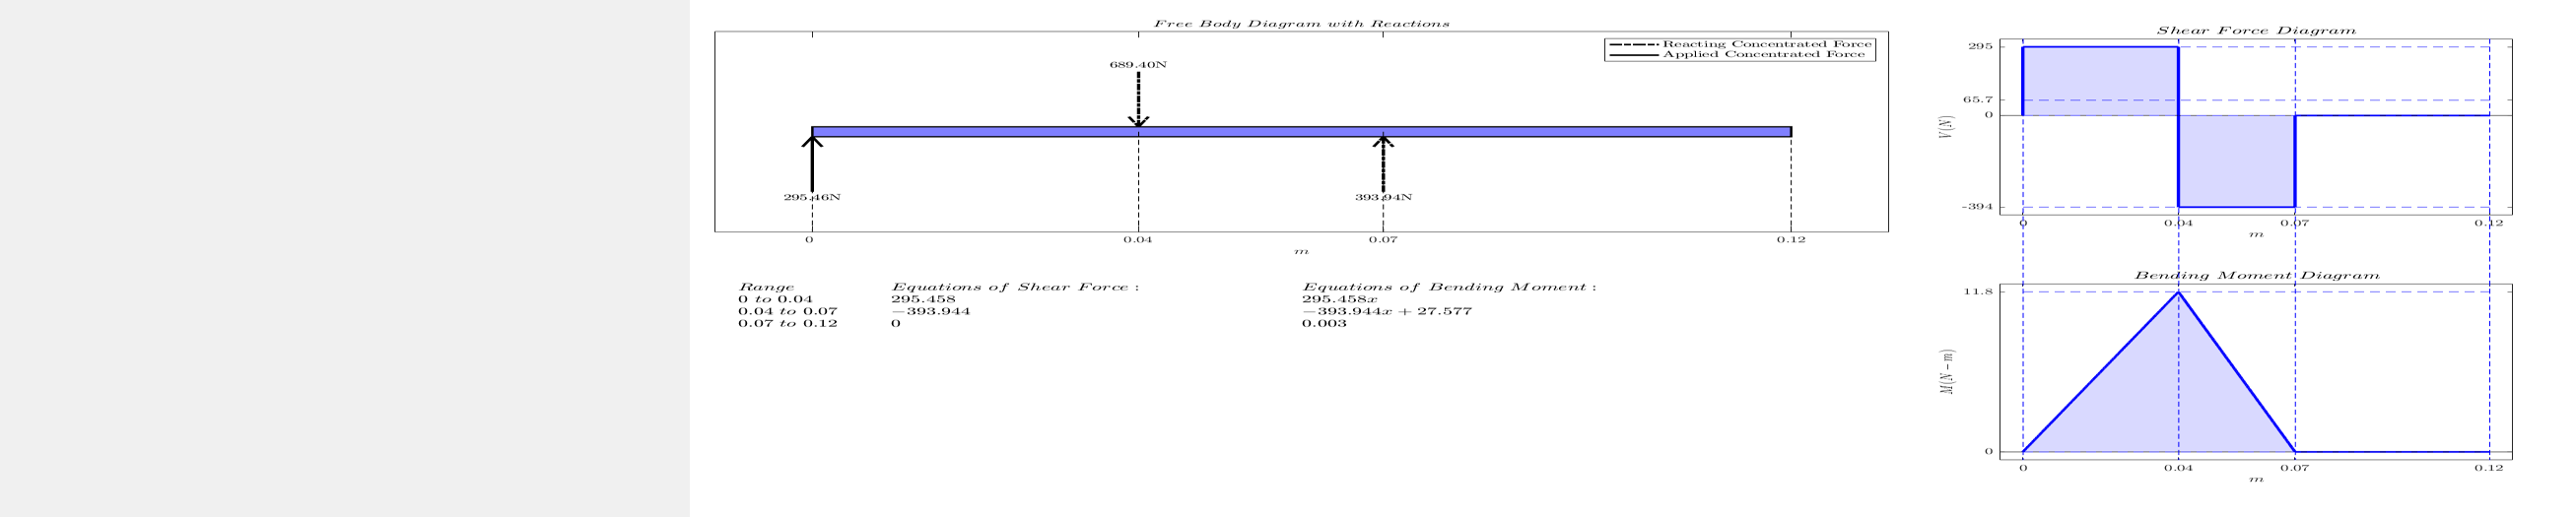 Free Body Diagram with Reactions
Reacting Concentrated Force
Applied Concentrated Force
689.40N
295.46N
393.94N
0
0.04
0.07
0.12
m
Range Equations of Shear Force : Equations of Bending Moment :
0 to 0.04 295.458 295.458x
0.04 to 0.07 −393.944 −393.944x + 27.577
0.07 to 0.12 0 0.003
Shear Force Diagram
295
65.7
0
-394
V(N)
0
0.04
0.07
0.12
m
Bending Moment Diagram
11.8
0
M(N − m)
0
0.04
0.07
0.12
m